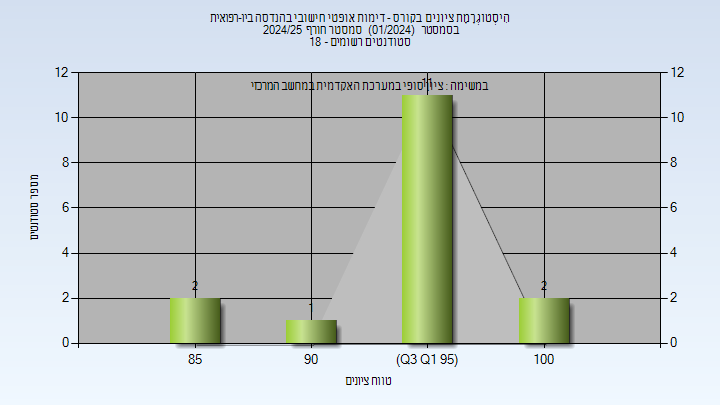 היסטוגרמת ציונים בקורס - דימות אופטי חישובי בהנדסה ביו-רפואית
בסמסטר (01/2024) סמסטר חורף 2024/25
סטודנטים רשומים - 18
במשימה : ציון סופי במערכת האקדמית במחשב המרכזי
12 12
10 10
8 8
6 6
4 4
2 2
0 0
מספר סטודנטים
2 1 11 2
85 90 (Q3 Q1 95) 100
טווח ציונים